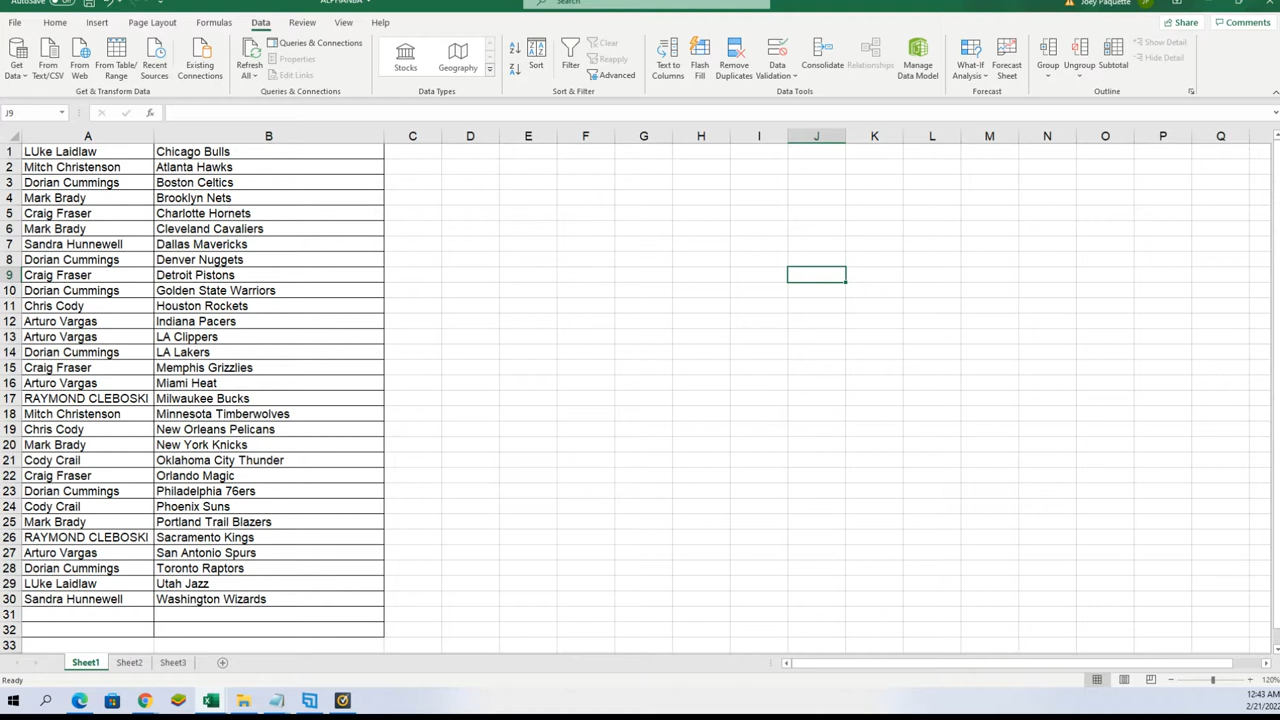 AutoSave Off ALPHANBA Search Joey Paquette JP
File Home Insert Page Layout Formulas Data Review View Help Share Comments
Get Data From Text/CSV From Web From Table/Range Recent Sources Existing Connections
Get & Transform Data
Refresh All Queries & Connections Properties Edit Links
Queries & Connections
Stocks Geography
Data Types
Sort Filter Clear Reapply Advanced
Sort & Filter
Text to Columns Flash Fill Remove Duplicates Data Validation Consolidate Relationships Manage Data Model
Data Tools
What-If Analysis Forecast Sheet
Forecast
Group Ungroup Subtotal Show Detail Hide Detail
Outline
J9 fx
A B C D E F G H I J K L M N O P Q
1 LUke Laidlaw Chicago Bulls
2 Mitch Christenson Atlanta Hawks
3 Dorian Cummings Boston Celtics
4 Mark Brady Brooklyn Nets
5 Craig Fraser Charlotte Hornets
6 Mark Brady Cleveland Cavaliers
7 Sandra Hunnewell Dallas Mavericks
8 Dorian Cummings Denver Nuggets
9 Craig Fraser Detroit Pistons
10 Dorian Cummings Golden State Warriors
11 Chris Cody Houston Rockets
12 Arturo Vargas Indiana Pacers
13 Arturo Vargas LA Clippers
14 Dorian Cummings LA Lakers
15 Craig Fraser Memphis Grizzlies
16 Arturo Vargas Miami Heat
17 RAYMOND CLEBOSKI Milwaukee Bucks
18 Mitch Christenson Minnesota Timberwolves
19 Chris Cody New Orleans Pelicans
20 Mark Brady New York Knicks
21 Cody Crail Oklahoma City Thunder
22 Craig Fraser Orlando Magic
23 Dorian Cummings Philadelphia 76ers
24 Cody Crail Phoenix Suns
25 Mark Brady Portland Trail Blazers
26 RAYMOND CLEBOSKI Sacramento Kings
27 Arturo Vargas San Antonio Spurs
28 Dorian Cummings Toronto Raptors
29 LUke Laidlaw Utah Jazz
30 Sandra Hunnewell Washington Wizards
31
32
33
Sheet1 Sheet2 Sheet3
Ready 120%
12:43 AM
2/21/2022